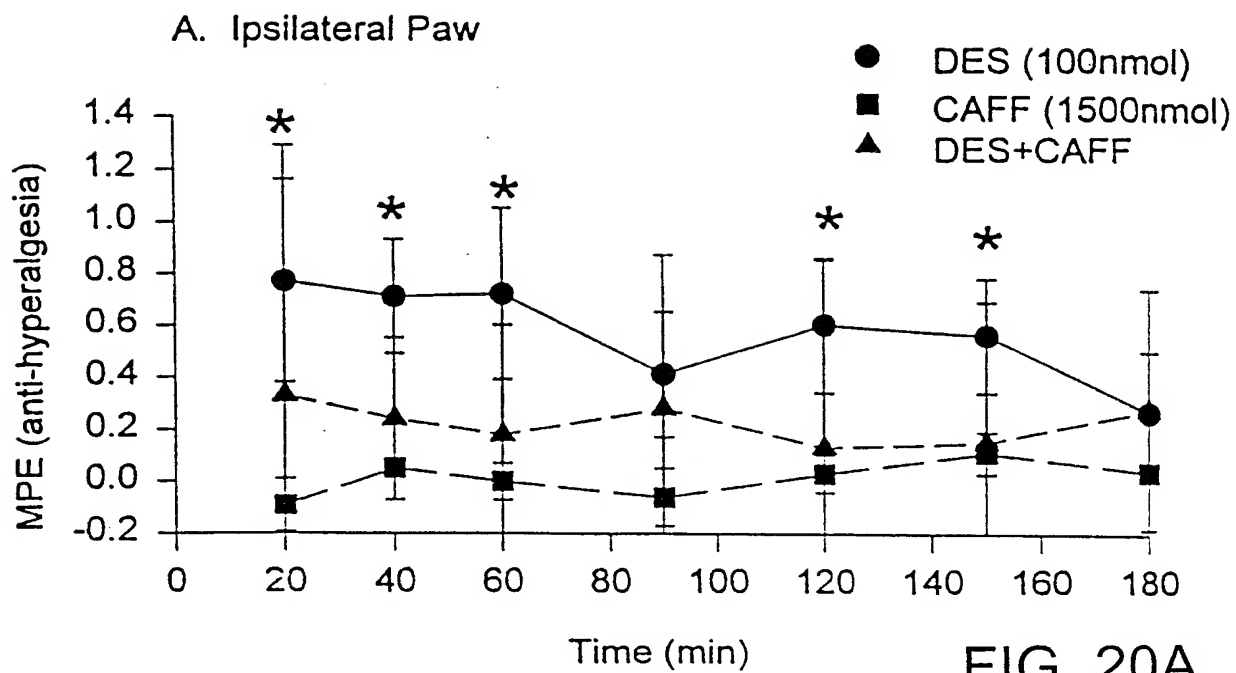 A. Ipsilateral Paw
DES (100nmol)
CAFF (1500nmol)
DES+CAFF
MPE (anti-hyperalgesia)
1.4
1.2
1.0
0.8
0.6
0.4
0.2
0.0
-0.2
* * * * *
0 20 40 60 80 100 120 140 160 180
Time (min)
FIG. 20A